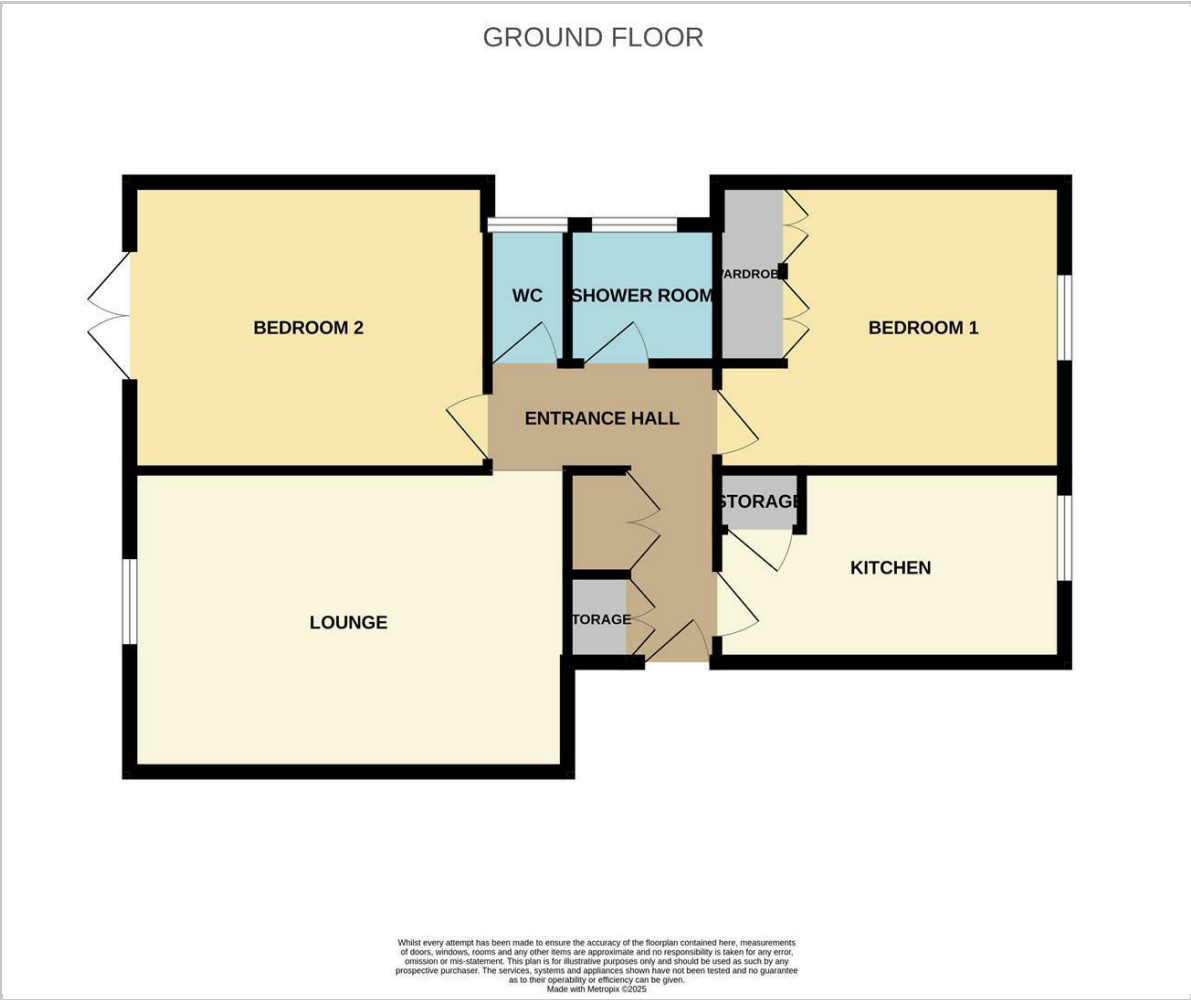 GROUND FLOOR
WC
SHOWER ROOM
WARDROBE
BEDROOM 2
BEDROOM 1
ENTRANCE HALL
STORAGE
KITCHEN
LOUNGE
TORAGE
Whilst every attempt has been made to ensure the accuracy of the floorplan contained here, measurements
of doors, windows, rooms and any other items are approximate and no responsibility is taken for any error,
omission or mis-statement. This plan is for illustrative purposes only and should be used as such by any
prospective purchaser. The services, systems and appliances shown have not been tested and no guarantee
as to their operability or efficiency can be given.
Made with Metropix ©2025